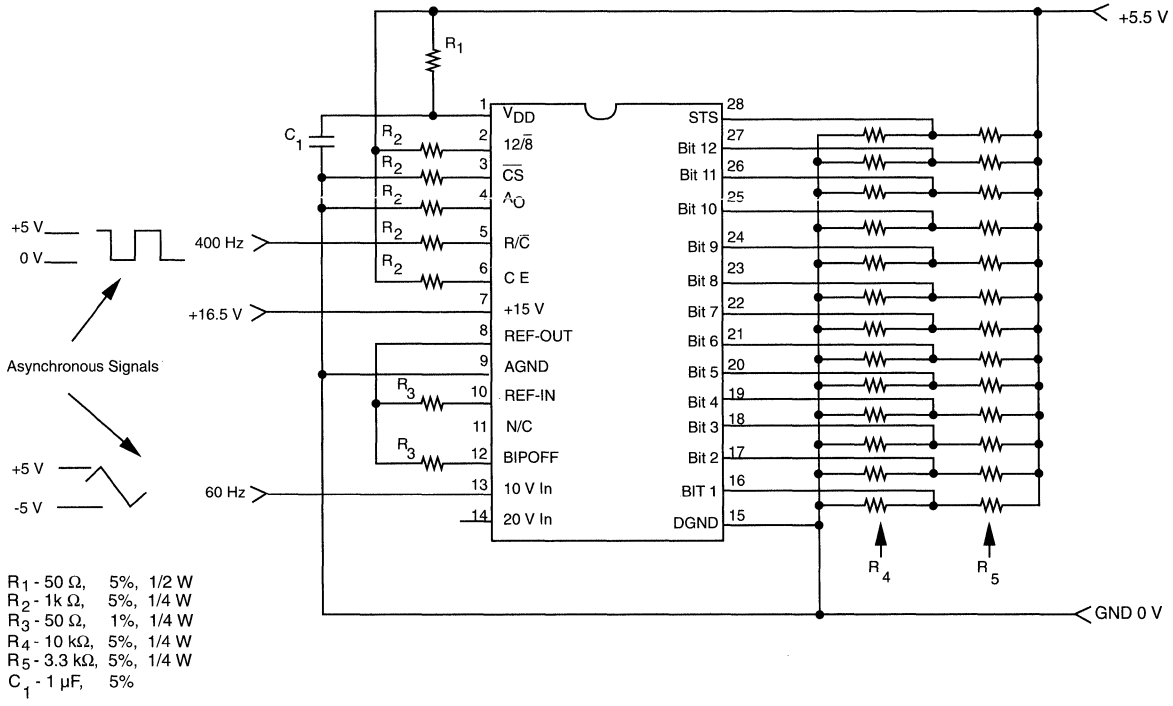 +5.5 V
R1
1 VDD
C1
R2 2 12/8̅
R2 3 C̅S̅
R2 4 AO
+5 V
0 V
400 Hz
R2 5 R/C̅
R2 6 C E
+16.5 V
7 +15 V
8 REF-OUT
Asynchronous Signals
9 AGND
R3 10 REF-IN
11 N/C
R3 12 BIPOFF
+5 V
-5 V
60 Hz
13 10 V In
14 20 V In
STS 28
Bit 12 27
Bit 11 26
Bit 10 25
Bit 9 24
Bit 8 23
Bit 7 22
Bit 6 21
Bit 5 20
Bit 4 19
Bit 3 18
Bit 2 17
BIT 1 16
DGND 15
R4
R5
GND 0 V
R1 - 50 Ω, 5%, 1/2 W
R2 - 1k Ω, 5%, 1/4 W
R3 - 50 Ω, 1%, 1/4 W
R4 - 10 kΩ, 5%, 1/4 W
R5 - 3.3 kΩ, 5%, 1/4 W
C1 - 1 µF, 5%